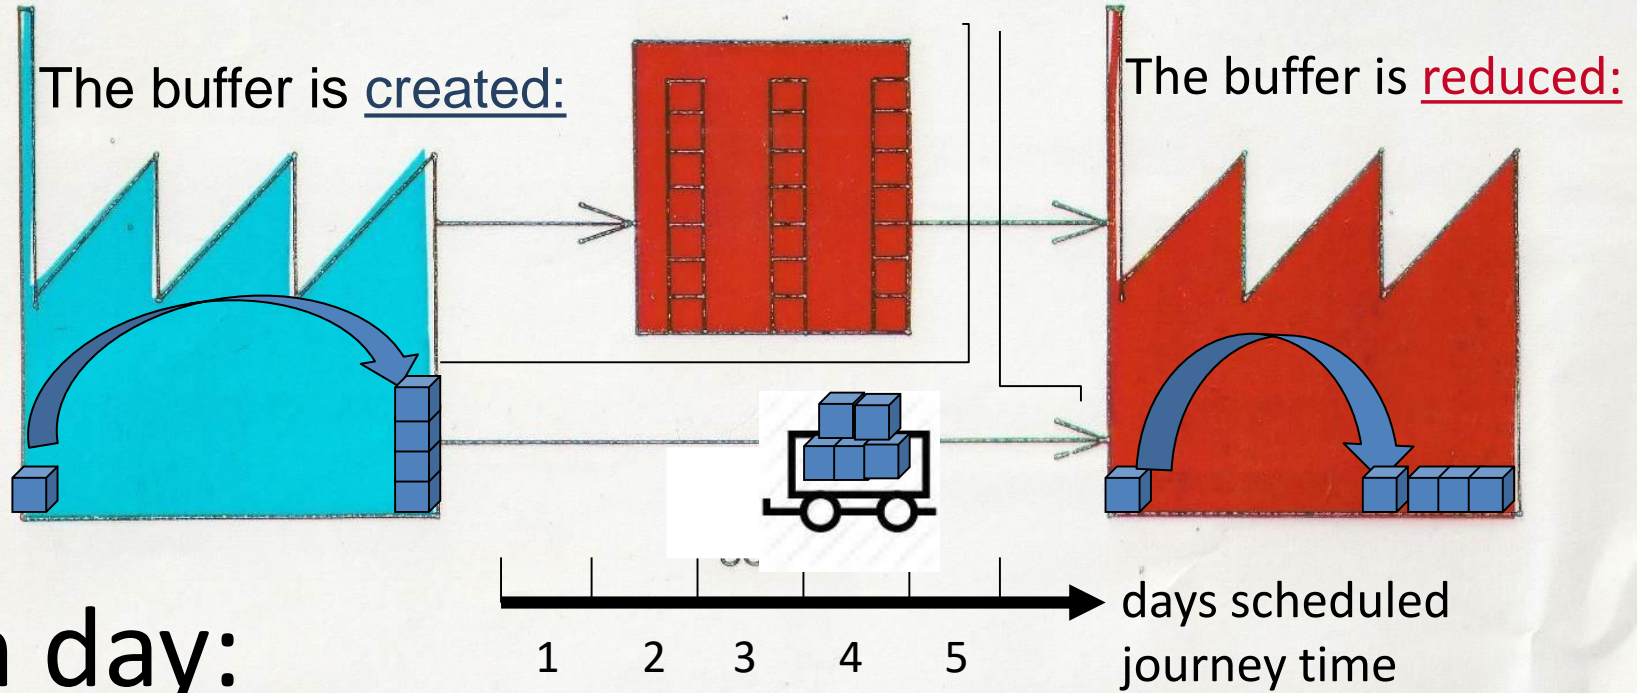 The buffer is created:
The buffer is reduced:
day:
1 2 3 4 5
days scheduled
journey time